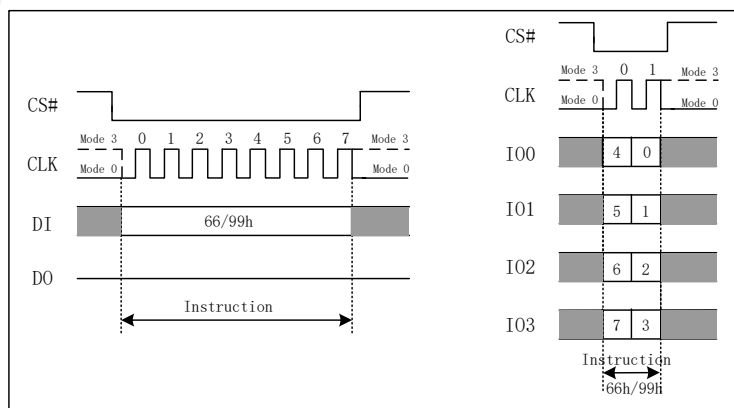 CS#
Mode 3 0 1 2 3 4 5 6 7 Mode 3
CLK
Mode 0 Mode 0
DI 66/99h
DO
Instruction
CS#
Mode 3 0 1 Mode 3
CLK
Mode 0 Mode 0
IO0 4 0
IO1 5 1
IO2 6 2
IO3 7 3
Instruction
66h/99h